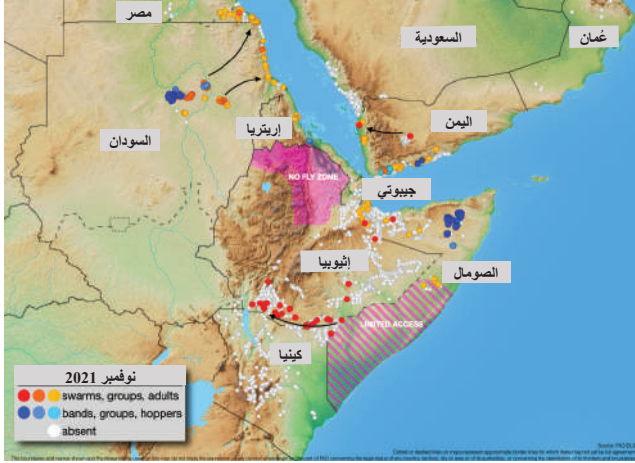 مصر
السعودية
عُمان
السودان
إريتريا
اليمن
NO FLY ZONE
جيبوتي
إثيوبيا
الصومال
LIMITED ACCESS
كينيا
نوفمبر 2021
swarms, groups, adults
bands, groups, hoppers
absent